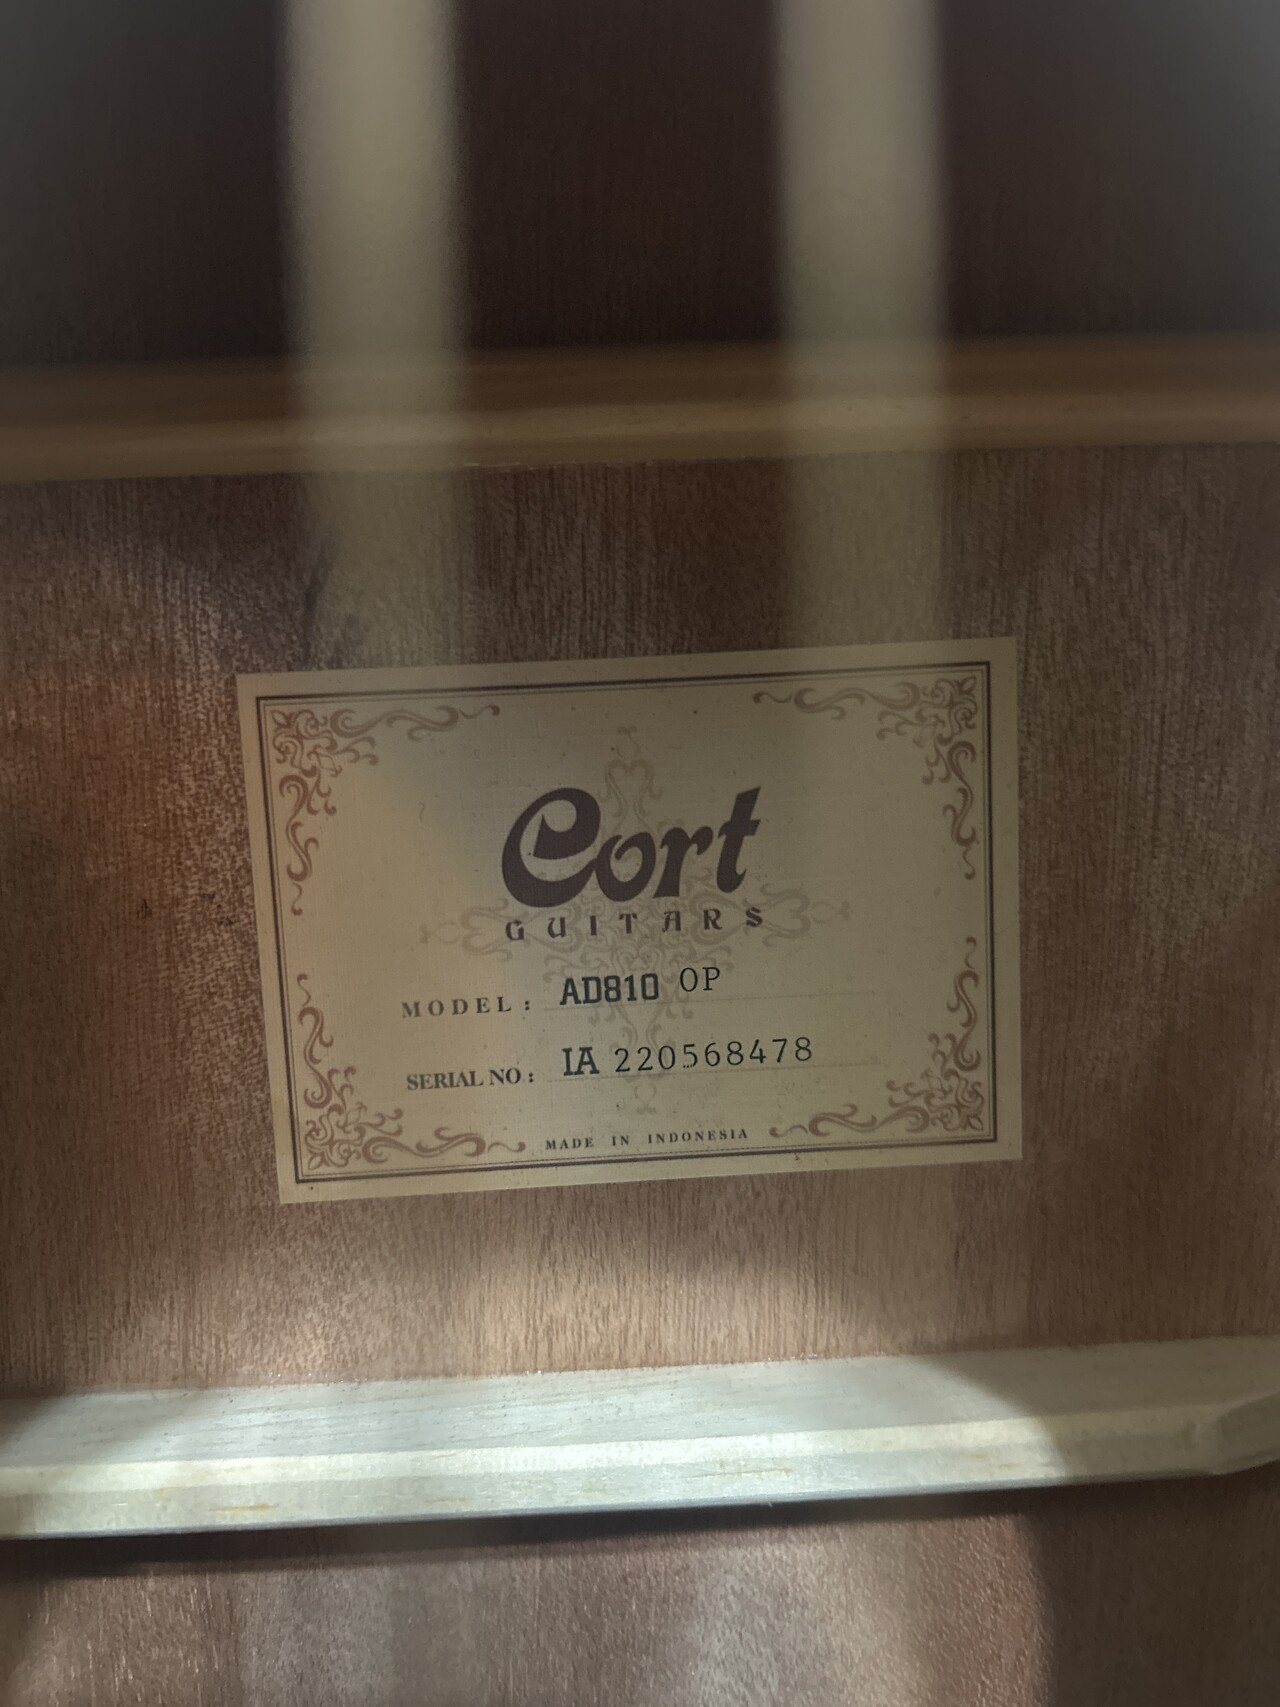 Cort
GUITARS
MODEL: AD810 OP
SERIAL NO: IA 220568478
MADE IN INDONESIA